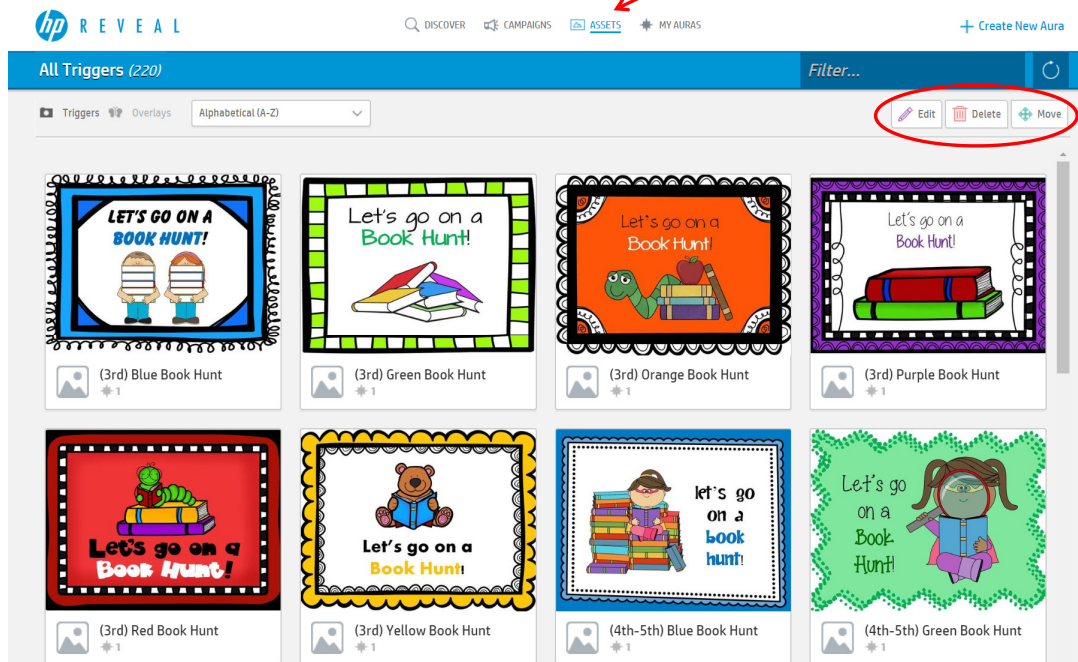 hp REVEAL
DISCOVER CAMPAIGNS ASSETS MY AURAS
+ Create New Aura
All Triggers (220)
Filter...
Triggers Overlays Alphabetical (A-Z)
Edit Delete Move
LET'S GO ON A
BOOK HUNT!
Let's go on a
Book Hunt!
Let's go on a
Book Hunt!
Let's go on a
Book Hunt!
(3rd) Blue Book Hunt
1
(3rd) Green Book Hunt
1
(3rd) Orange Book Hunt
1
(3rd) Purple Book Hunt
1
Let's go on a
Book Hunt!
Let's go on a
Book Hunt!
let's go
on a
book
hunt!
Let's go
on a
Book
Hunt!
(3rd) Red Book Hunt
1
(3rd) Yellow Book Hunt
1
(4th-5th) Blue Book Hunt
1
(4th-5th) Green Book Hunt
1